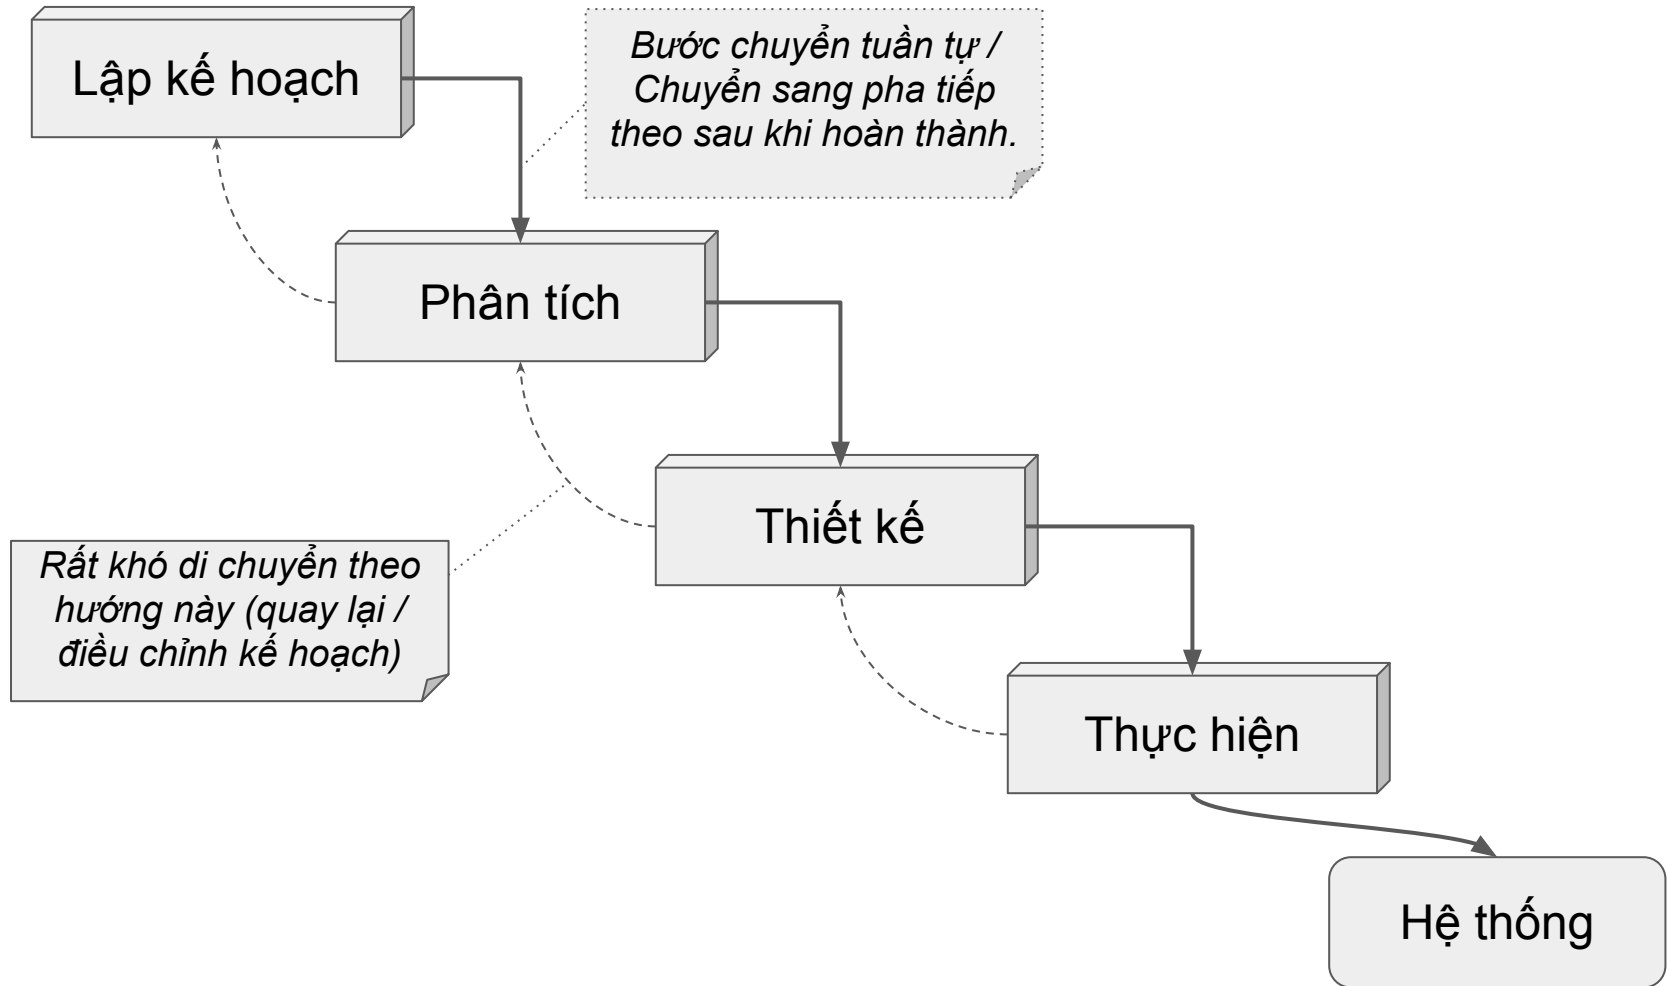 Lập kế hoạch
Bước chuyển tuần tự /
Chuyển sang pha tiếp
theo sau khi hoàn thành.
Phân tích
Thiết kế
Rất khó di chuyển theo
hướng này (quay lại /
điều chỉnh kế hoạch)
Thực hiện
Hệ thống